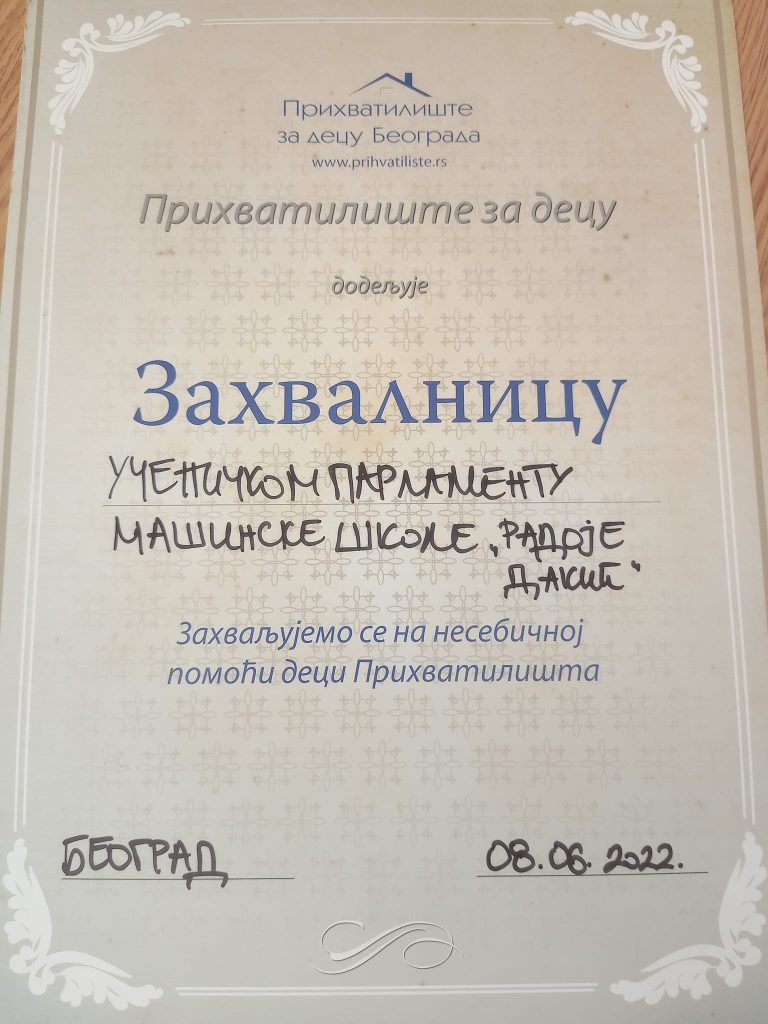 Прихватилиште
за децу Београда
www.prihvatiliste.rs
Прихватилиште за децу
додељује
Захвалницу
УЧЕНИЧКОМ ПАРЛАМЕНТУ
МАШИНСКЕ ШКОЛЕ „РАДОЈЕ
ДАКИЋ"
Захваљујемо се на несебичној
помоћи деци Прихватилишта
БЕОГРАД
08.06.2022.